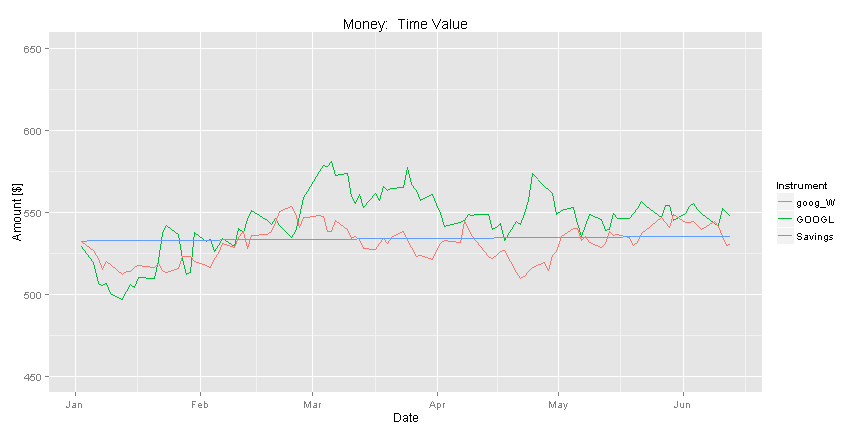 Money:  Time Value
Amount [$]
650
600
550
500
450
Jan
Feb
Mar
Apr
May
Jun
Date
Instrument
goog_W
GOOGL
Savings